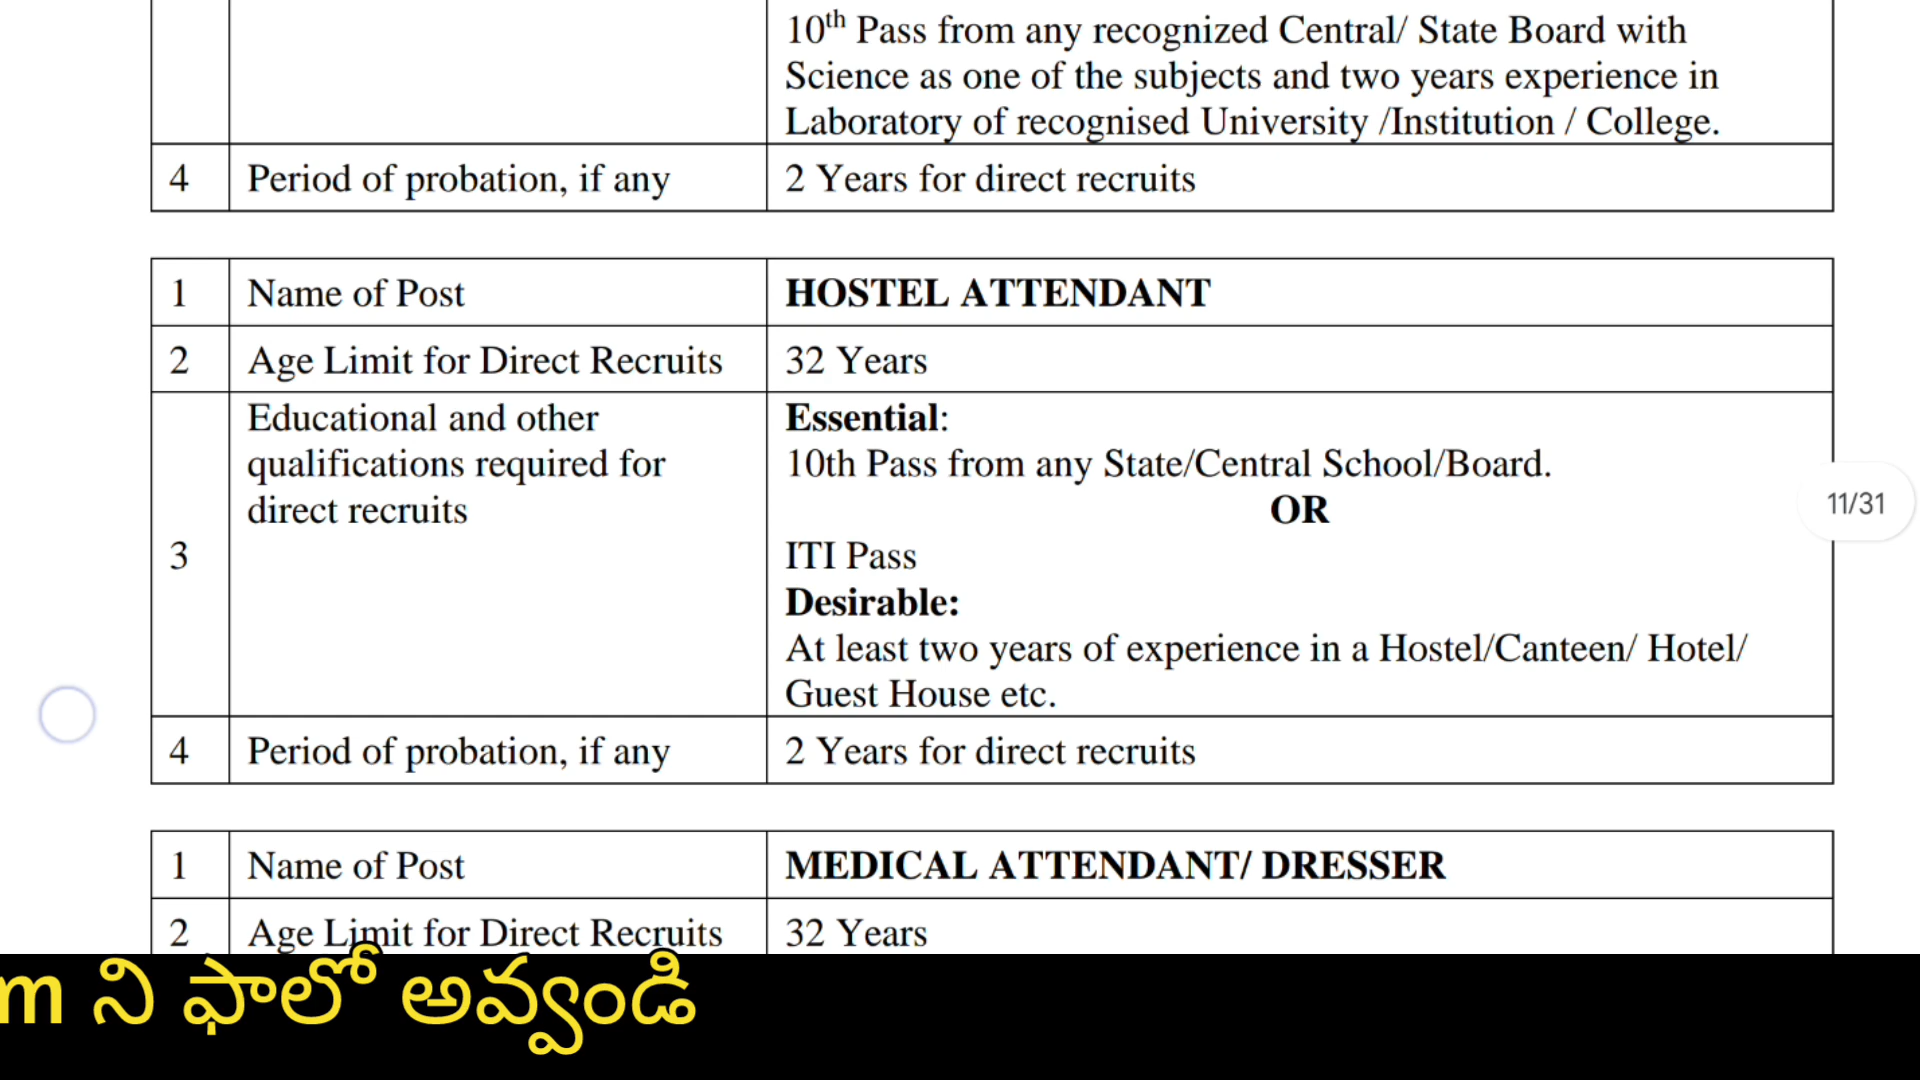 10th Pass from any recognized Central/ State Board with
Science as one of the subjects and two years experience in
Laboratory of recognised University /Institution / College.
4 Period of probation, if any 2 Years for direct recruits
1 Name of Post HOSTEL ATTENDANT
2 Age Limit for Direct Recruits 32 Years
Educational and other Essential:
qualifications required for 10th Pass from any State/Central School/Board.
direct recruits OR
3 ITI Pass
Desirable:
At least two years of experience in a Hostel/Canteen/ Hotel/
Guest House etc.
4 Period of probation, if any 2 Years for direct recruits
11/31
1 Name of Post MEDICAL ATTENDANT/ DRESSER
2 Age Limit for Direct Recruits 32 Years
m ని ఫాలో అవ్వండి